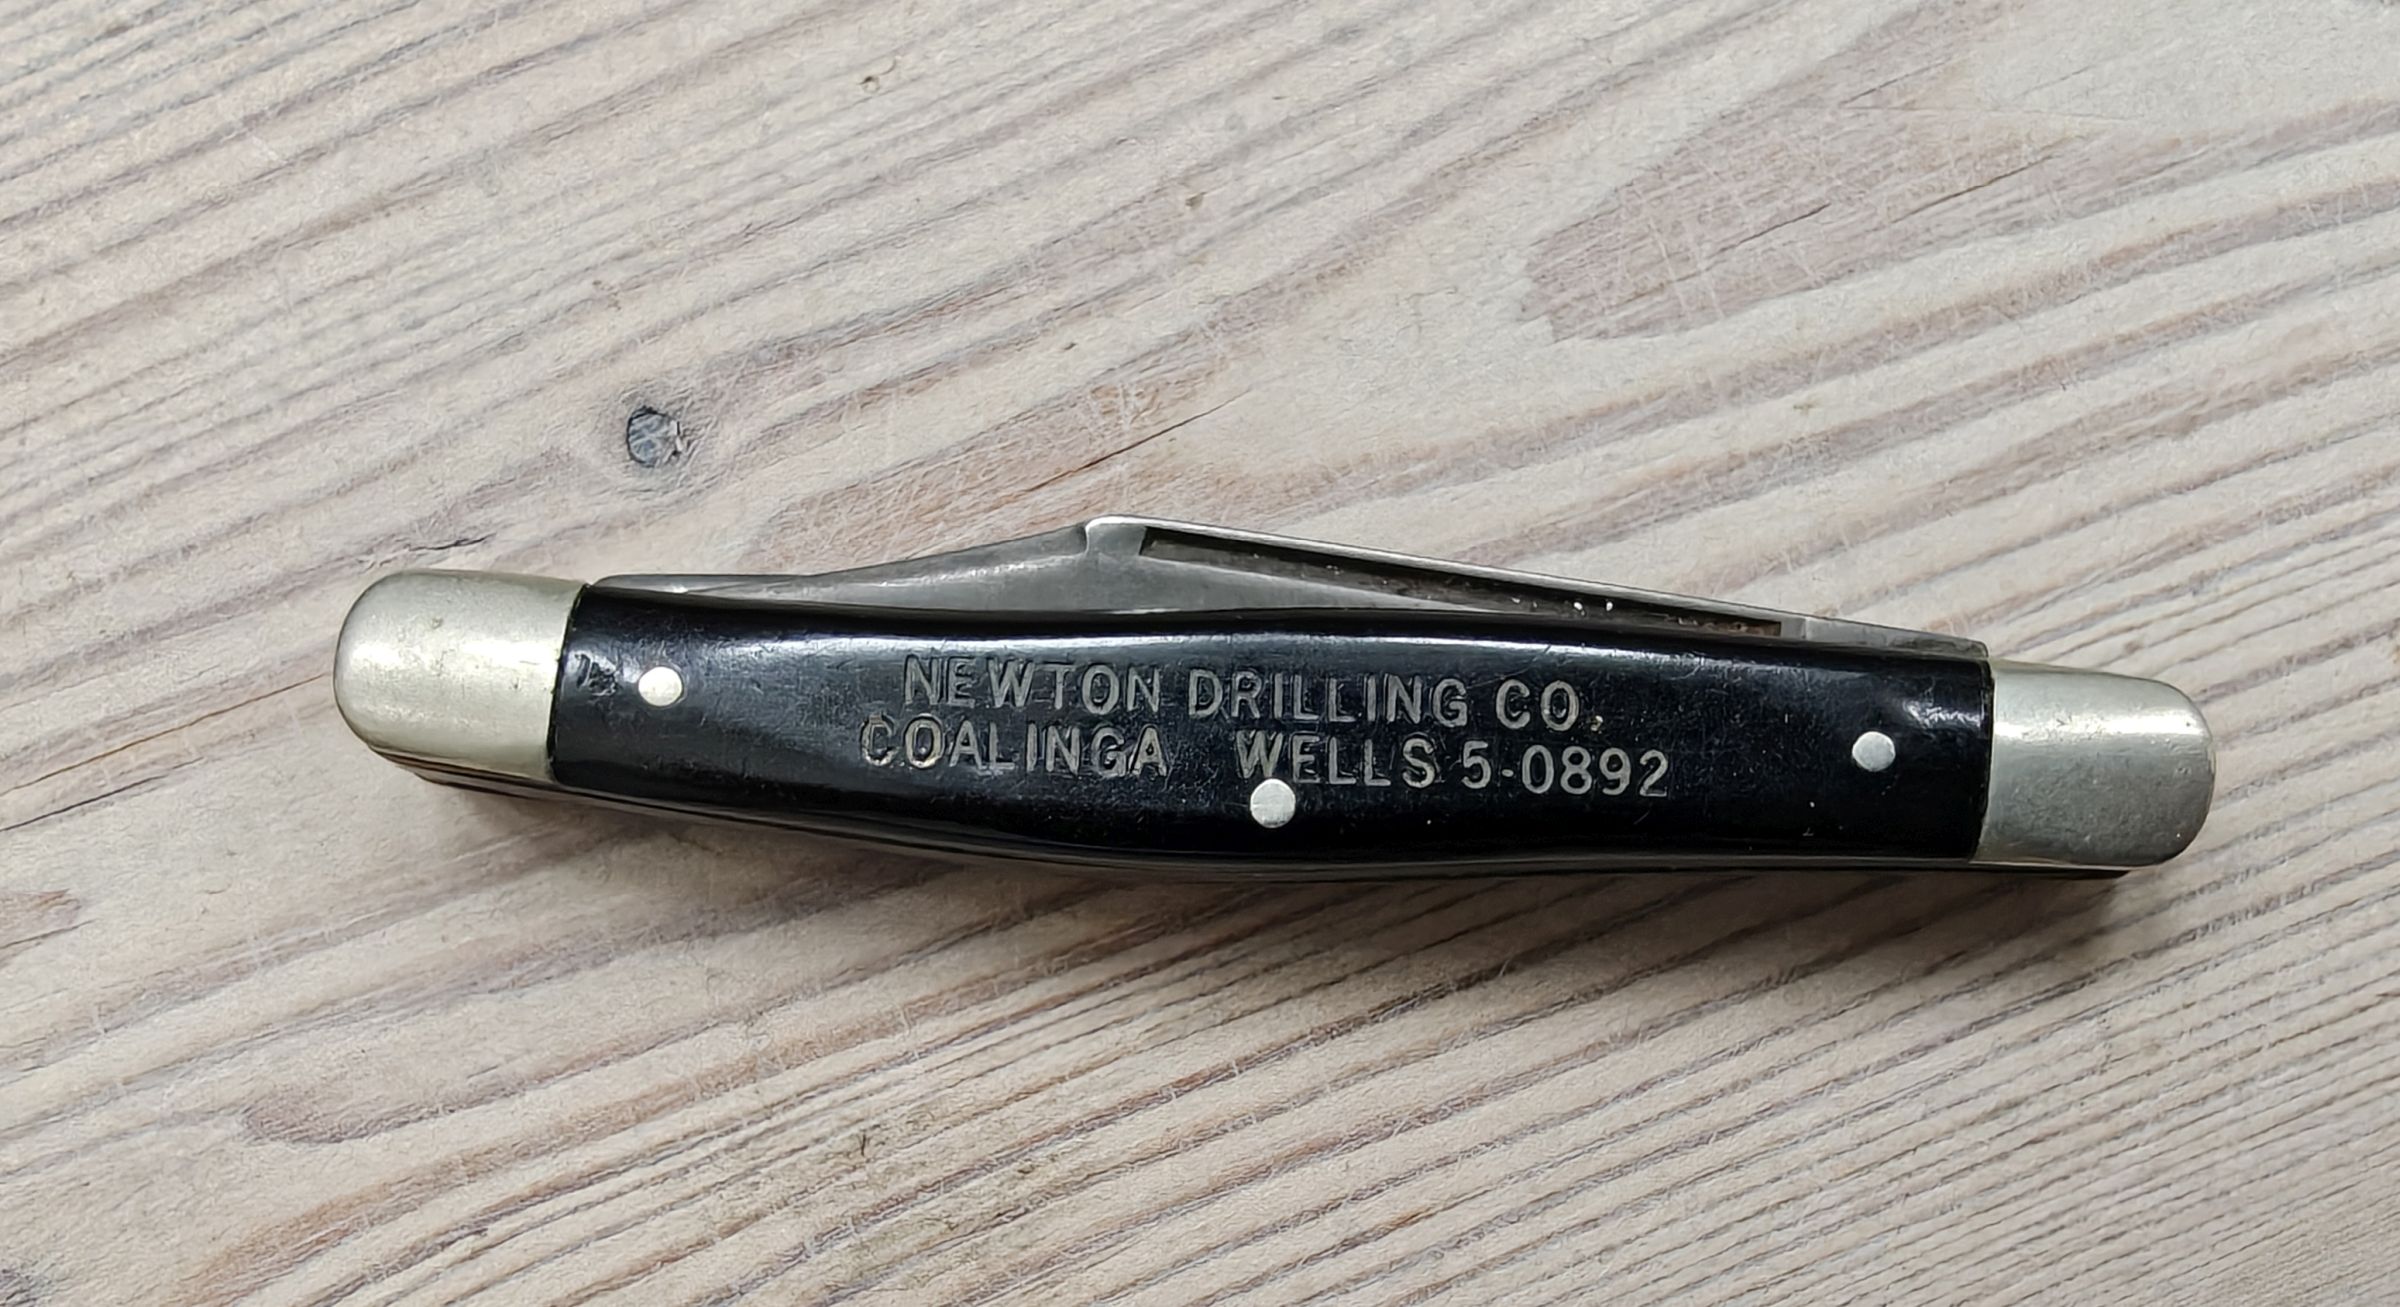 NEWTON DRILLING CO.
COALINGA WELLS 5-0892